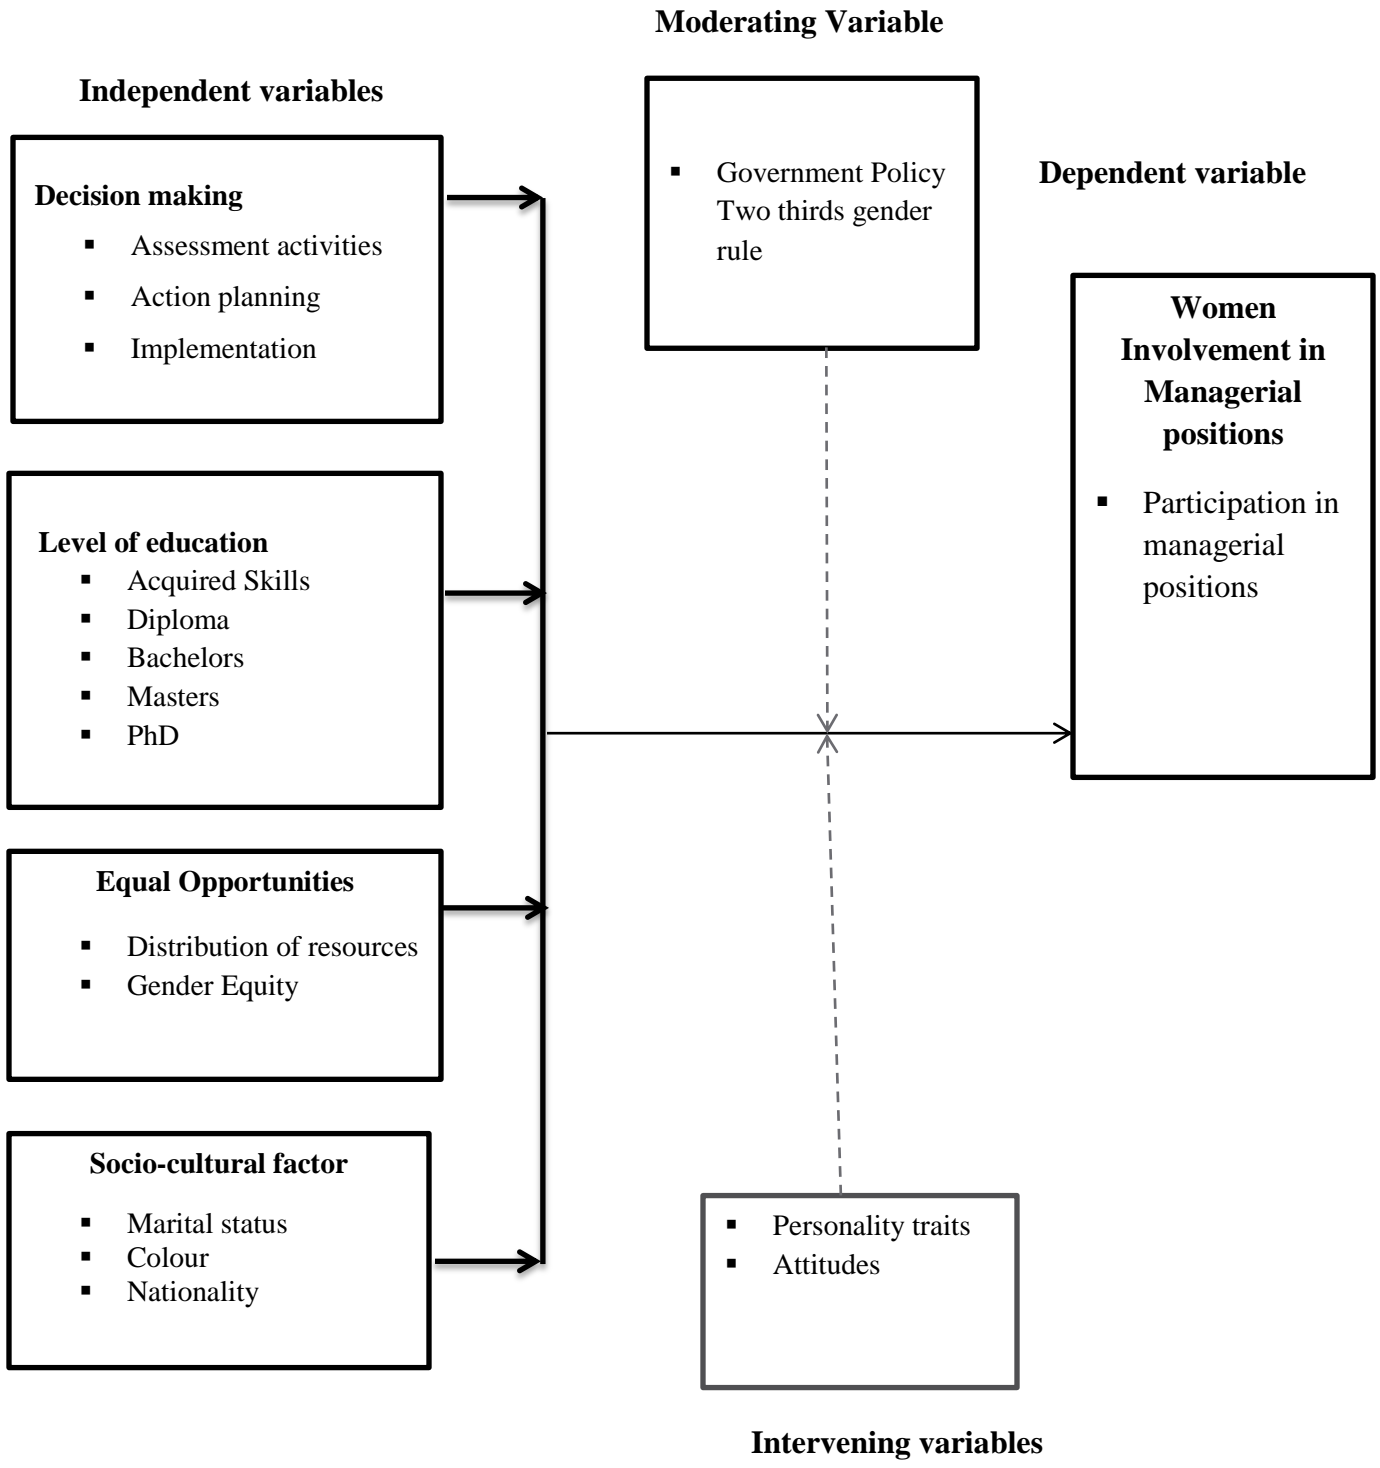 Moderating Variable
Independent variables
Decision making
▪ Assessment activities
▪ Action planning
▪ Implementation
▪ Government Policy
Two thirds gender
rule
Dependent variable
Women
Involvement in
Managerial
positions
▪ Participation in
managerial
positions
Level of education
▪ Acquired Skills
▪ Diploma
▪ Bachelors
▪ Masters
▪ PhD
Equal Opportunities
▪ Distribution of resources
▪ Gender Equity
Socio-cultural factor
▪ Marital status
▪ Colour
▪ Nationality
▪ Personality traits
▪ Attitudes
Intervening variables